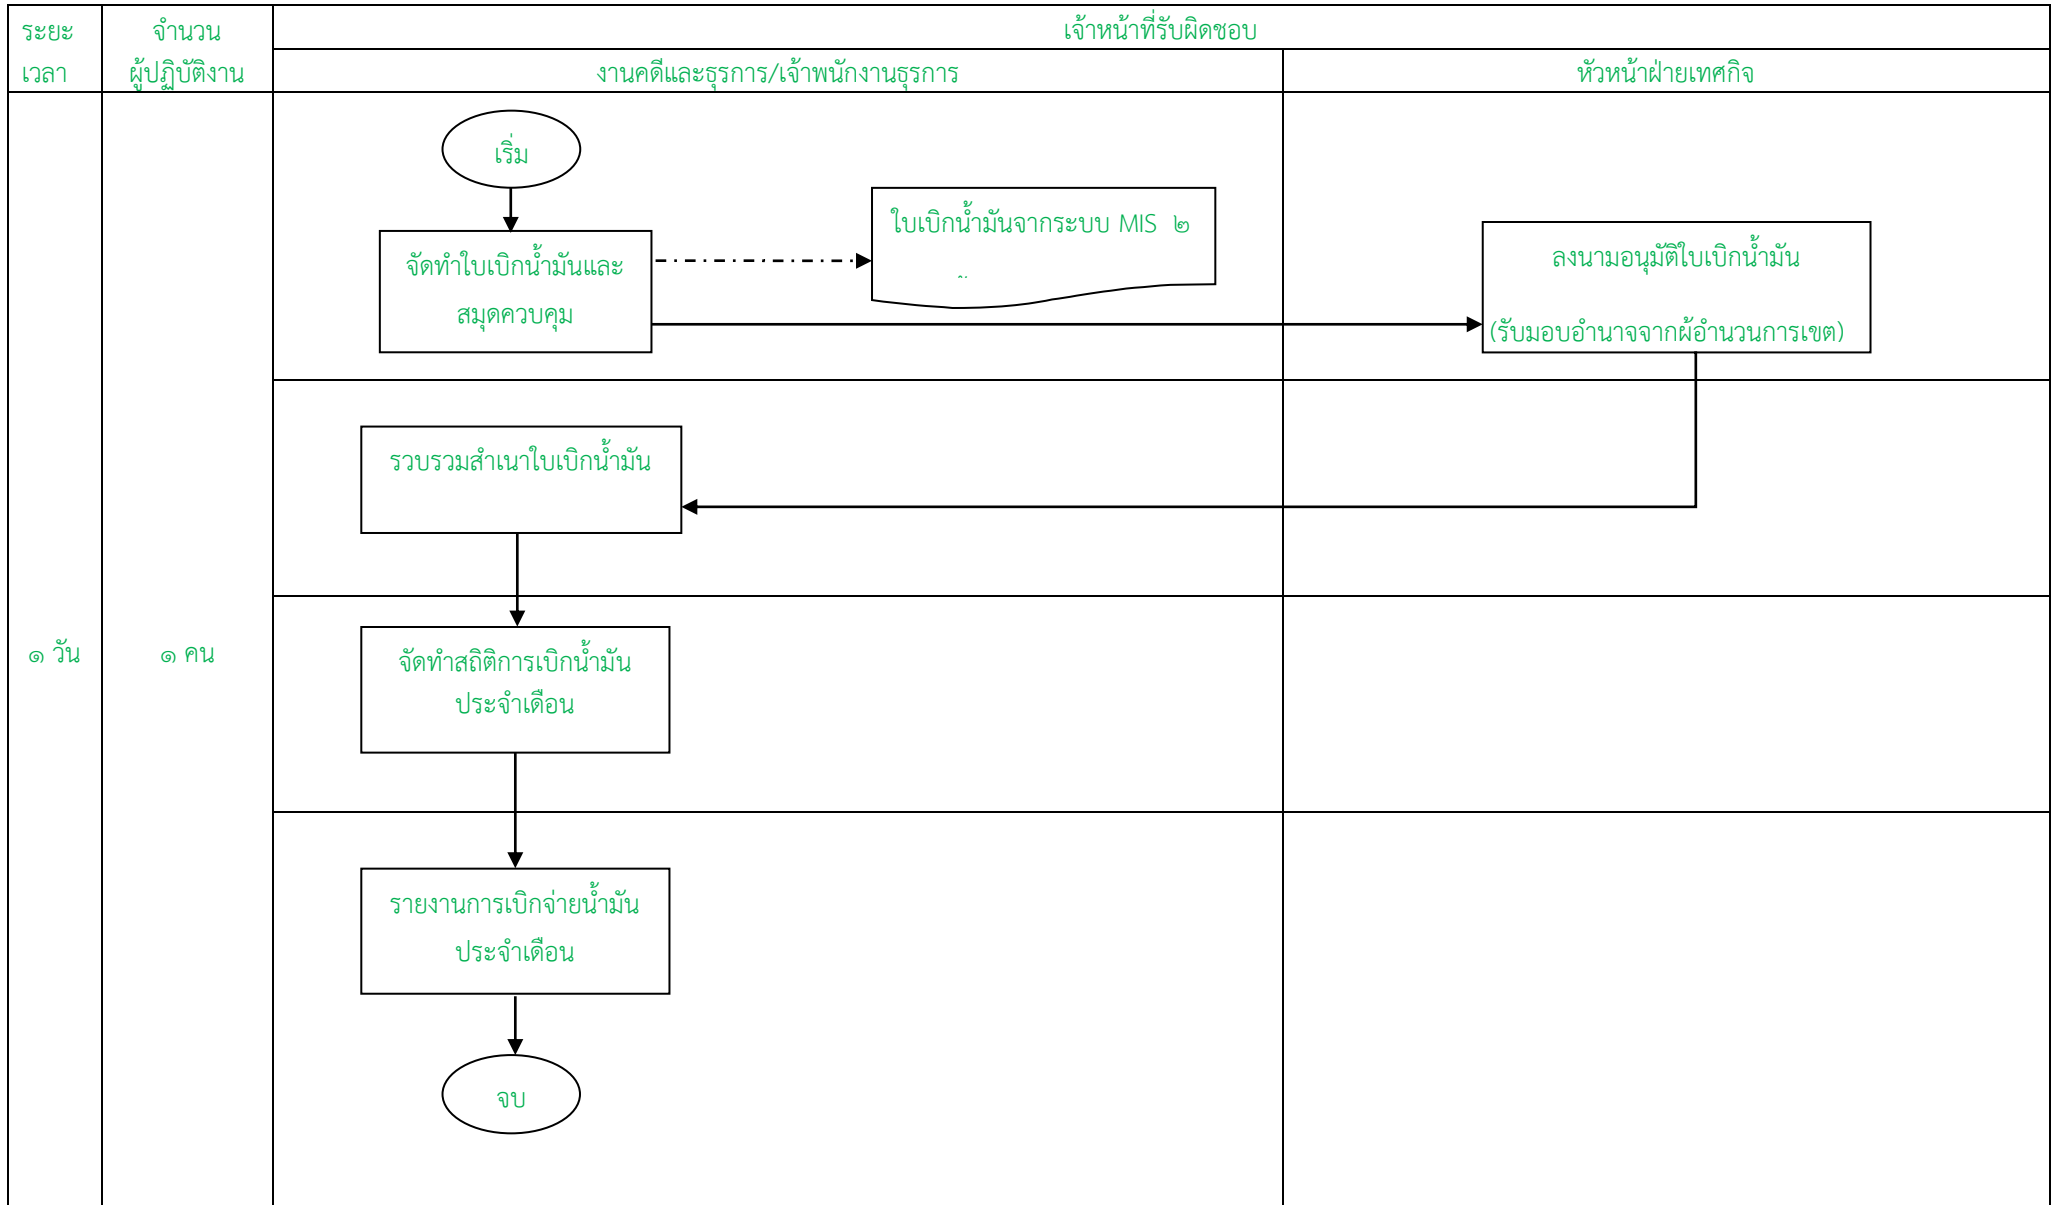 ระยะ
เวลา
จำนวน
ผู้ปฏิบัติงาน
เจ้าหน้าที่รับผิดชอบ
งานคดีและธุรการ/เจ้าพนักงานธุรการ
หัวหน้าฝ่ายเทศกิจ
เริ่ม
จัดทำใบเบิกน้ำมันและ
สมุดควบคุม
ใบเบิกน้ำมันจากระบบ MIS ๒
ลงนามอนุมัติใบเบิกน้ำมัน
(รับมอบอำนาจจากผู้อำนวยการเขต)
รวบรวมสำเนาใบเบิกน้ำมัน
๑ วัน
๑ คน
จัดทำสถิติการเบิกน้ำมัน
ประจำเดือน
รายงานการเบิกจ่ายน้ำมัน
ประจำเดือน
จบ